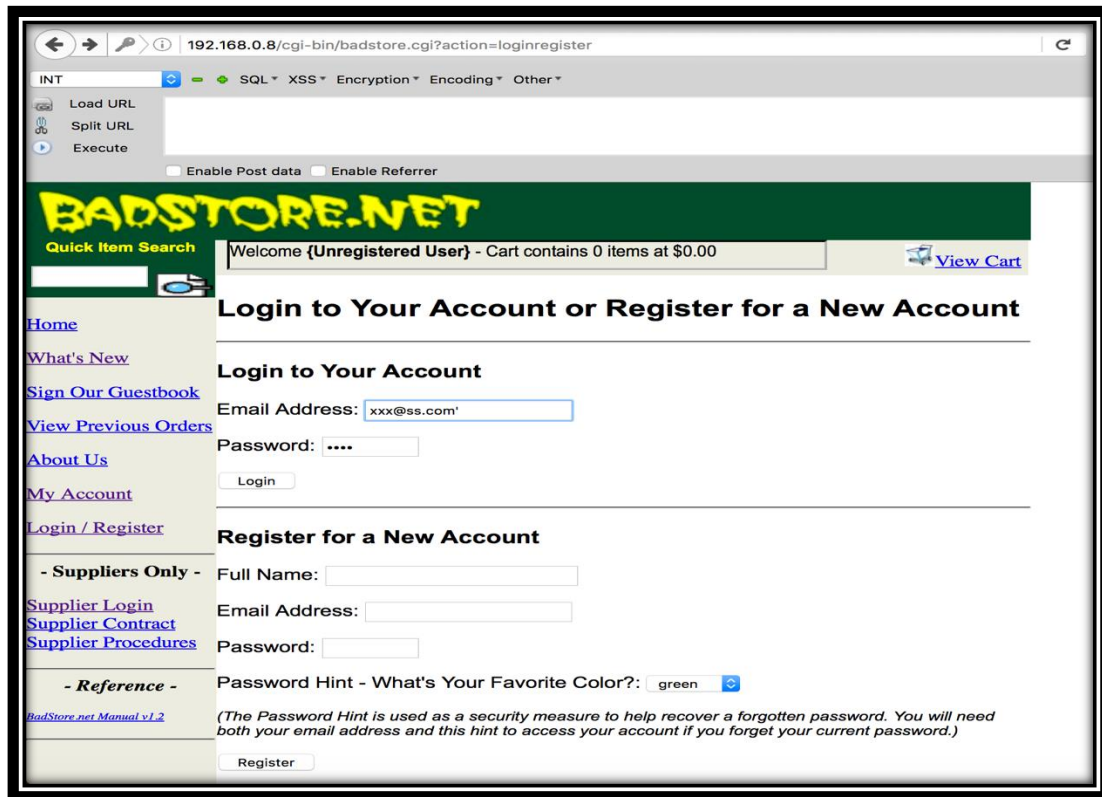 192.168.0.8/cgi-bin/badstore.cgi?action=loginregister
INT SQL XSS Encryption Encoding Other
Load URL
Split URL
Execute
Enable Post data Enable Referrer
BADSTORE.NET
Quick Item Search
Welcome {Unregistered User} - Cart contains 0 items at $0.00
View Cart
Home
What's New
Sign Our Guestbook
View Previous Orders
About Us
My Account
Login / Register
- Suppliers Only -
Supplier Login
Supplier Contract
Supplier Procedures
- Reference -
BadStore.net Manual v1.2
Login to Your Account or Register for a New Account
Login to Your Account
Email Address: xxx@ss.com'
Password: ••••
Login
Register for a New Account
Full Name:
Email Address:
Password:
Password Hint - What's Your Favorite Color?: green
(The Password Hint is used as a security measure to help recover a forgotten password. You will need
both your email address and this hint to access your account if you forget your current password.)
Register